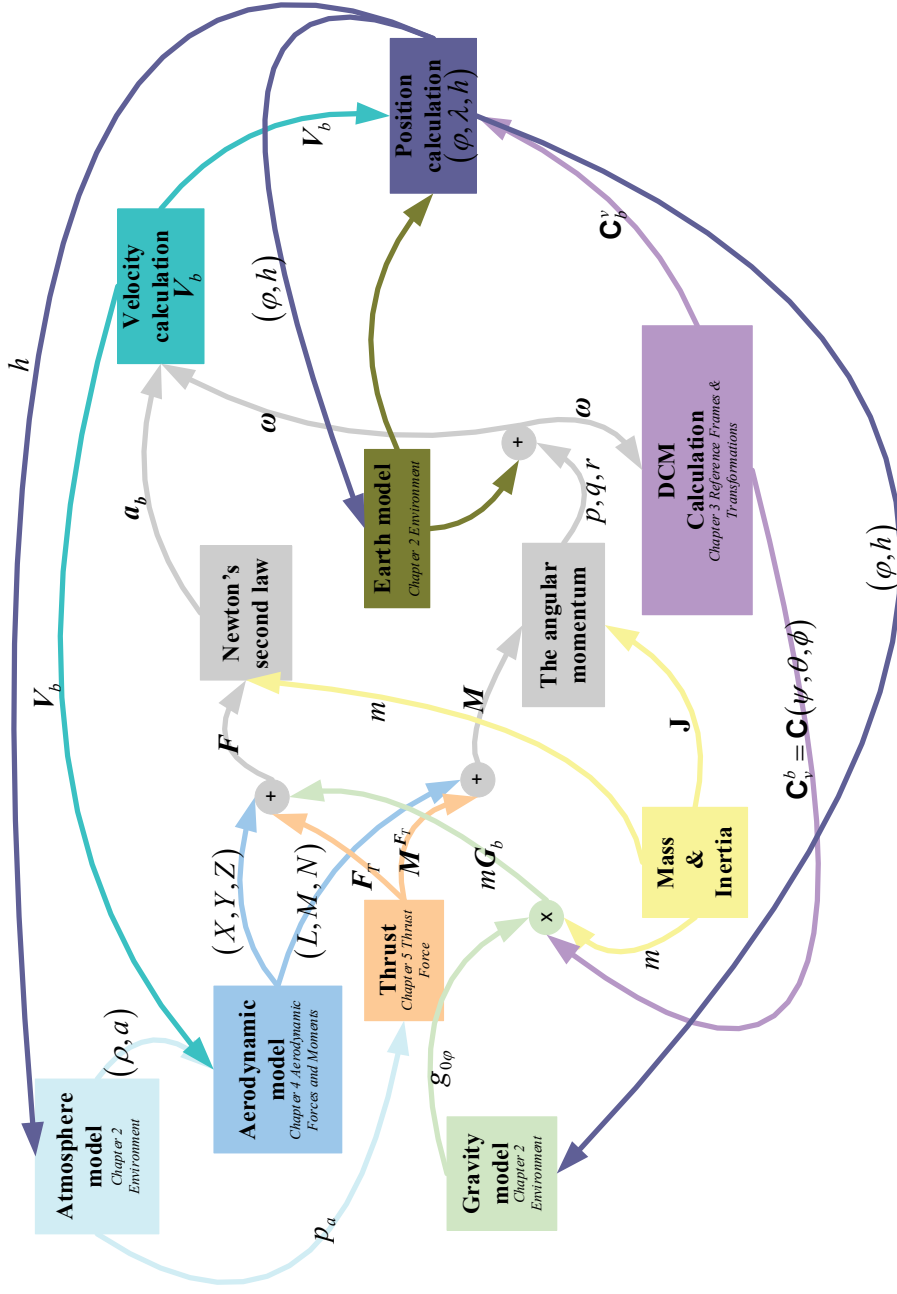 h
V_b
(ρ,a)
Atmosphere
model
Chapter 2
Environment
p_a
Aerodynamic
model
Chapter 4 Aerodynamic
Forces and Moments
(X,Y,Z)
(L,M,N)
Thrust
Chapter 5 Thrust
Force
F_T
M^{F_T}
Gravity
model
Chapter 2
Environment
g_{0φ}
x
mG_b
+
F
+
M
Mass
&
Inertia
m
m
J
Newton's
second law
a_b
The angular
momentum
p,q,r
Earth model
Chapter 2 Environment
+
ω
ω
(φ,h)
Velocity
calculation
V_b
V_b
Position
calculation
(φ,λ,h)
DCM
Calculation
Chapter 3 Reference Frames &
Transformations
C_b^v
C_v^b = C(ψ,θ,ϕ)
(φ,h)